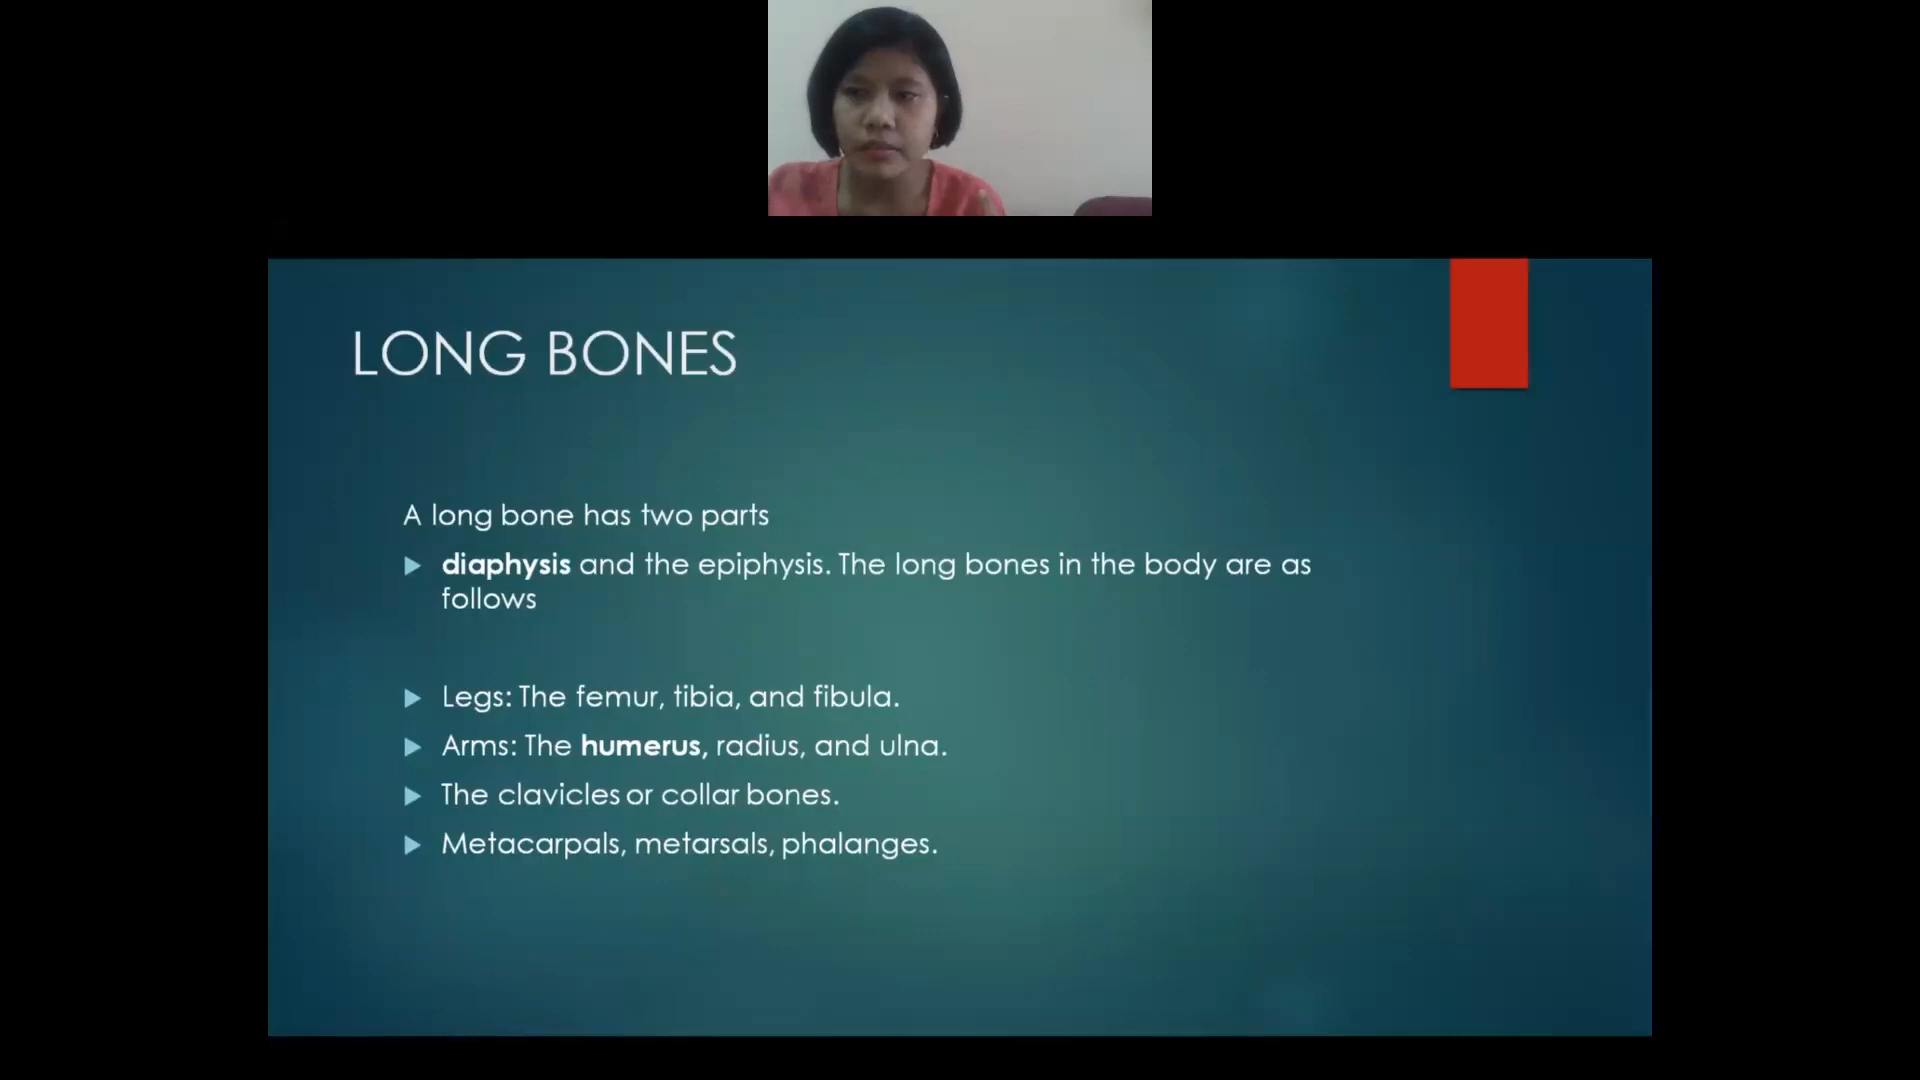 LONG BONES
A long bone has two parts
diaphysis and the epiphysis. The long bones in the body are as
follows
Legs: The femur, tibia, and fibula.
Arms: The humerus, radius, and ulna.
The clavicles or collar bones.
Metacarpals, metarsals, phalanges.